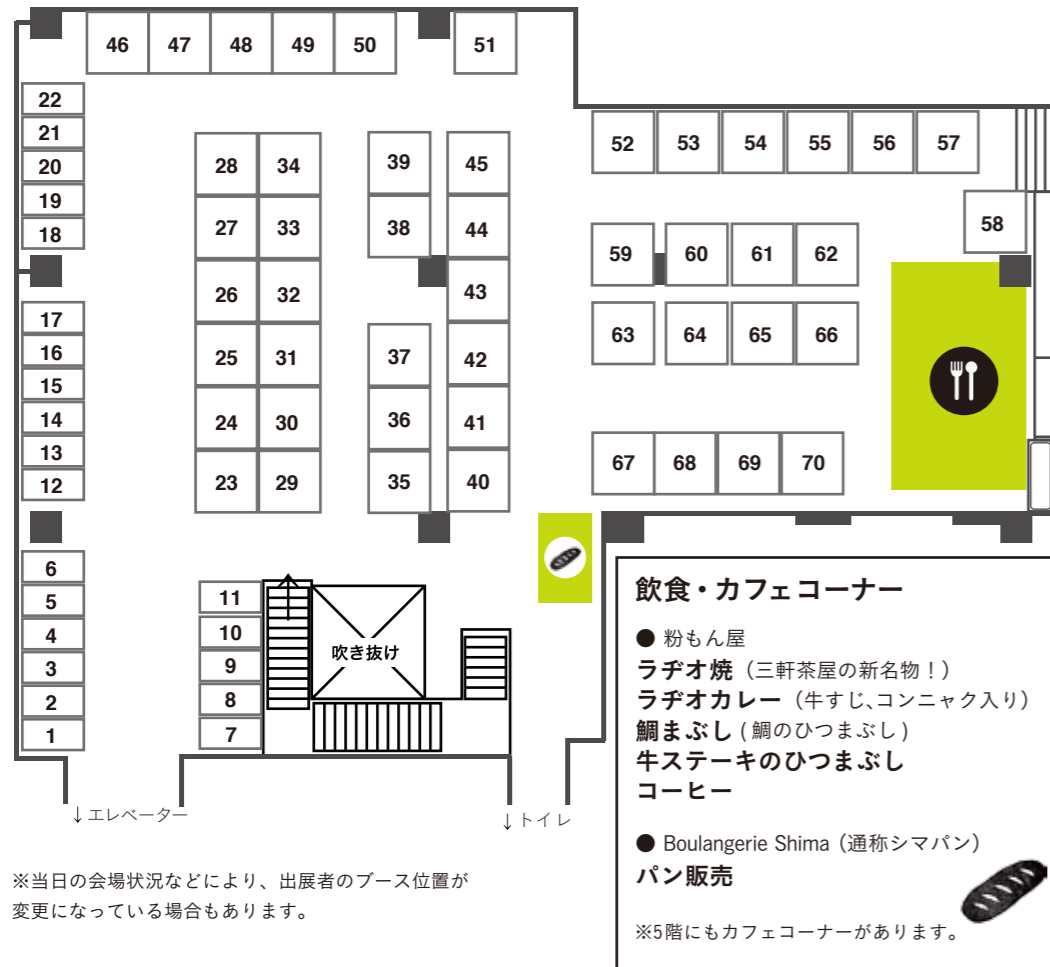 46 47 48 49 50 51
22
21
20
19
18
17
16
15
14
13
12
6
5
4
3
2
1
28 34
27 33
26 32
25 31
24 30
23 29
39 45
38 44
43
37 42
36 41
35 40
11
10
9
8
7
吹き抜け
52 53 54 55 56 57
58
59 60 61 62
63 64 65 66
67 68 69 70
↓エレベーター
↓トイレ
※当日の会場状況などにより、出展者のブース位置が
変更になっている場合もあります。
飲食・カフェコーナー
● 粉もん屋
ラヂオ焼（三軒茶屋の新名物！）
ラヂオカレー（牛すじ、コンニャク入り）
鯛まぶし(鯛のひつまぶし)
牛ステーキのひつまぶし
コーヒー
● Boulangerie Shima（通称シマパン）
パン販売
※5階にもカフェコーナーがあります。